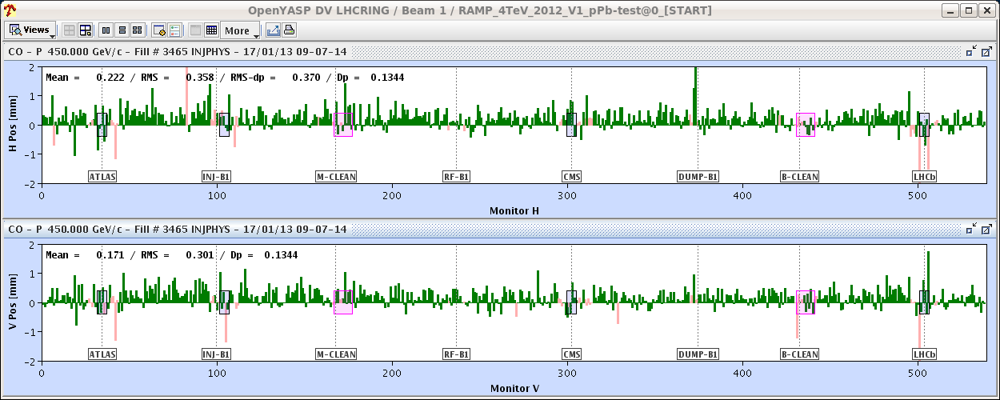 OpenYASP DV LHCRING / Beam 1 / RAMP_4TeV_2012_V1_pPb-test@0_[START]
Views More
CO - P 450.000 GeV/c - Fill # 3465 INJPHYS - 17/01/13 09-07-14
Mean = 0.222 / RMS = 0.358 / RMS-dp = 0.370 / Dp = 0.1344
H Pos [mm]
2
1
0
-1
-2
ATLAS INJ-B1 M-CLEAN RF-B1 CMS DUMP-B1 B-CLEAN LHCb
0 100 200 300 400 500
Monitor H
CO - P 450.000 GeV/c - Fill # 3465 INJPHYS - 17/01/13 09-07-14
Mean = 0.171 / RMS = 0.301 / Dp = 0.1344
V Pos [mm]
2
1
0
-1
-2
ATLAS INJ-B1 M-CLEAN RF-B1 CMS DUMP-B1 B-CLEAN LHCb
0 100 200 300 400 500
Monitor V